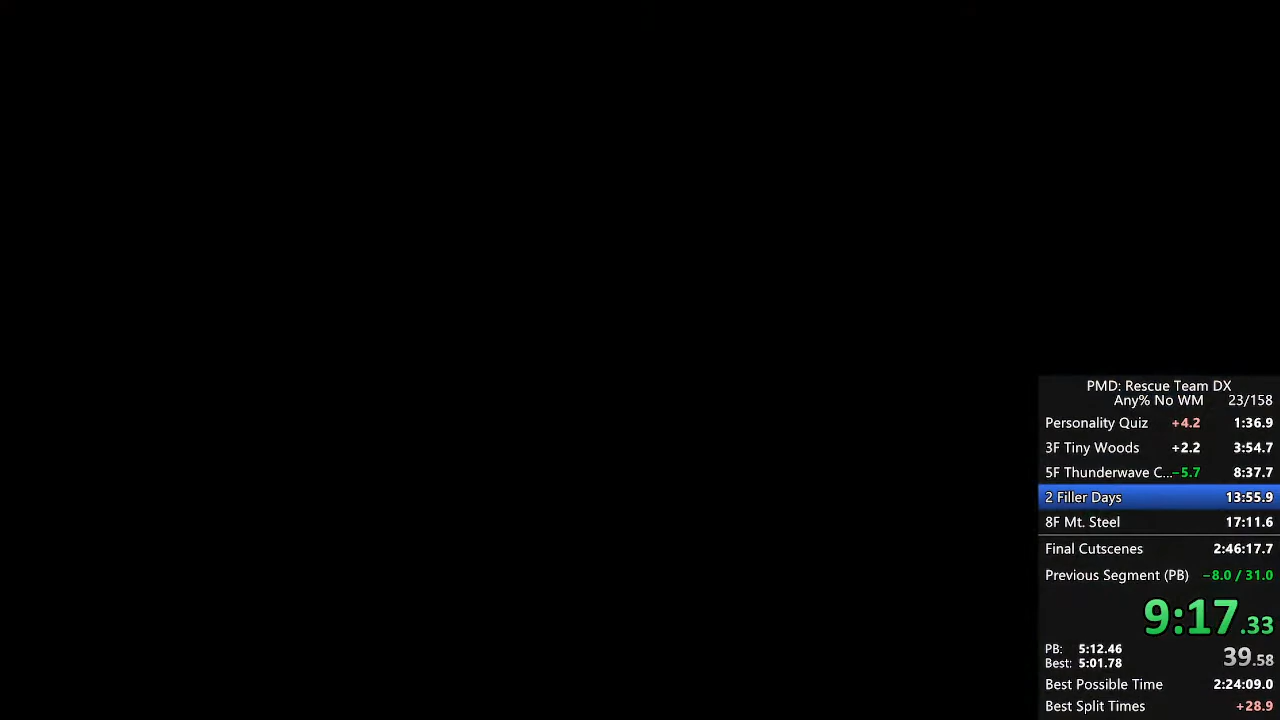 PMD: Rescue Team DX
Any% No WM 23/158
Personality Quiz +4.2 1:36.9
3F Tiny Woods +2.2 3:54.7
5F Thunderwave C... −5.7 8:37.7
2 Filler Days 13:55.9
8F Mt. Steel 17:11.6
Final Cutscenes 2:46:17.7
Previous Segment (PB) −8.0 / 31.0
9:17.33
PB: 5:12.46
39.58
Best: 5:01.78
Best Possible Time 2:24:09.0
Best Split Times +28.9